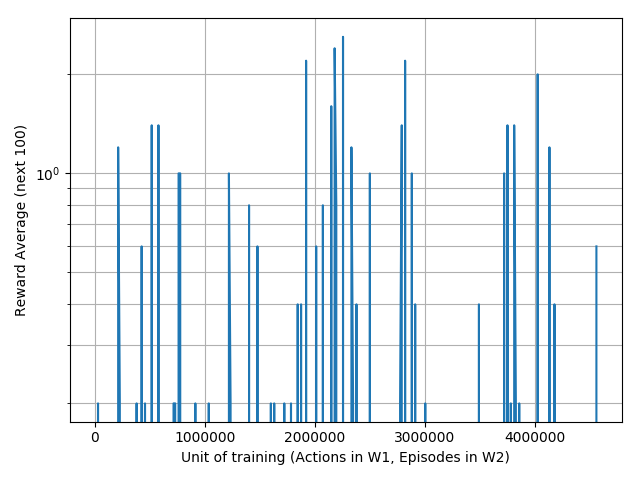 Reward Average (next 100)
10⁰
0 1000000 2000000 3000000 4000000
Unit of training (Actions in W1, Episodes in W2)